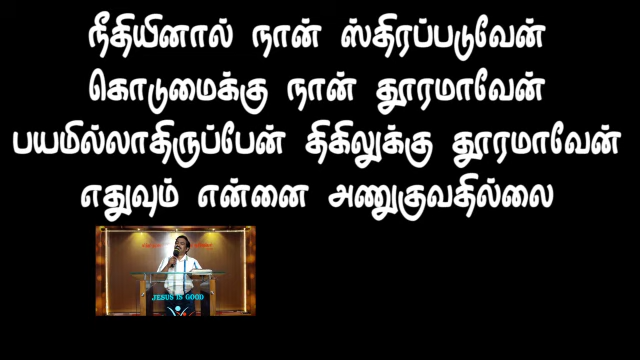 நீதியினால் நான் ஸ்திரப்படுவேன்
கொடுமைக்கு நான் தூரமாவேன்
பயமில்லாதிருப்பேன் திகிலுக்கு தூரமாவேன்
எதுவும் என்னை அணுகுவதில்லை
JESUS IS GOOD